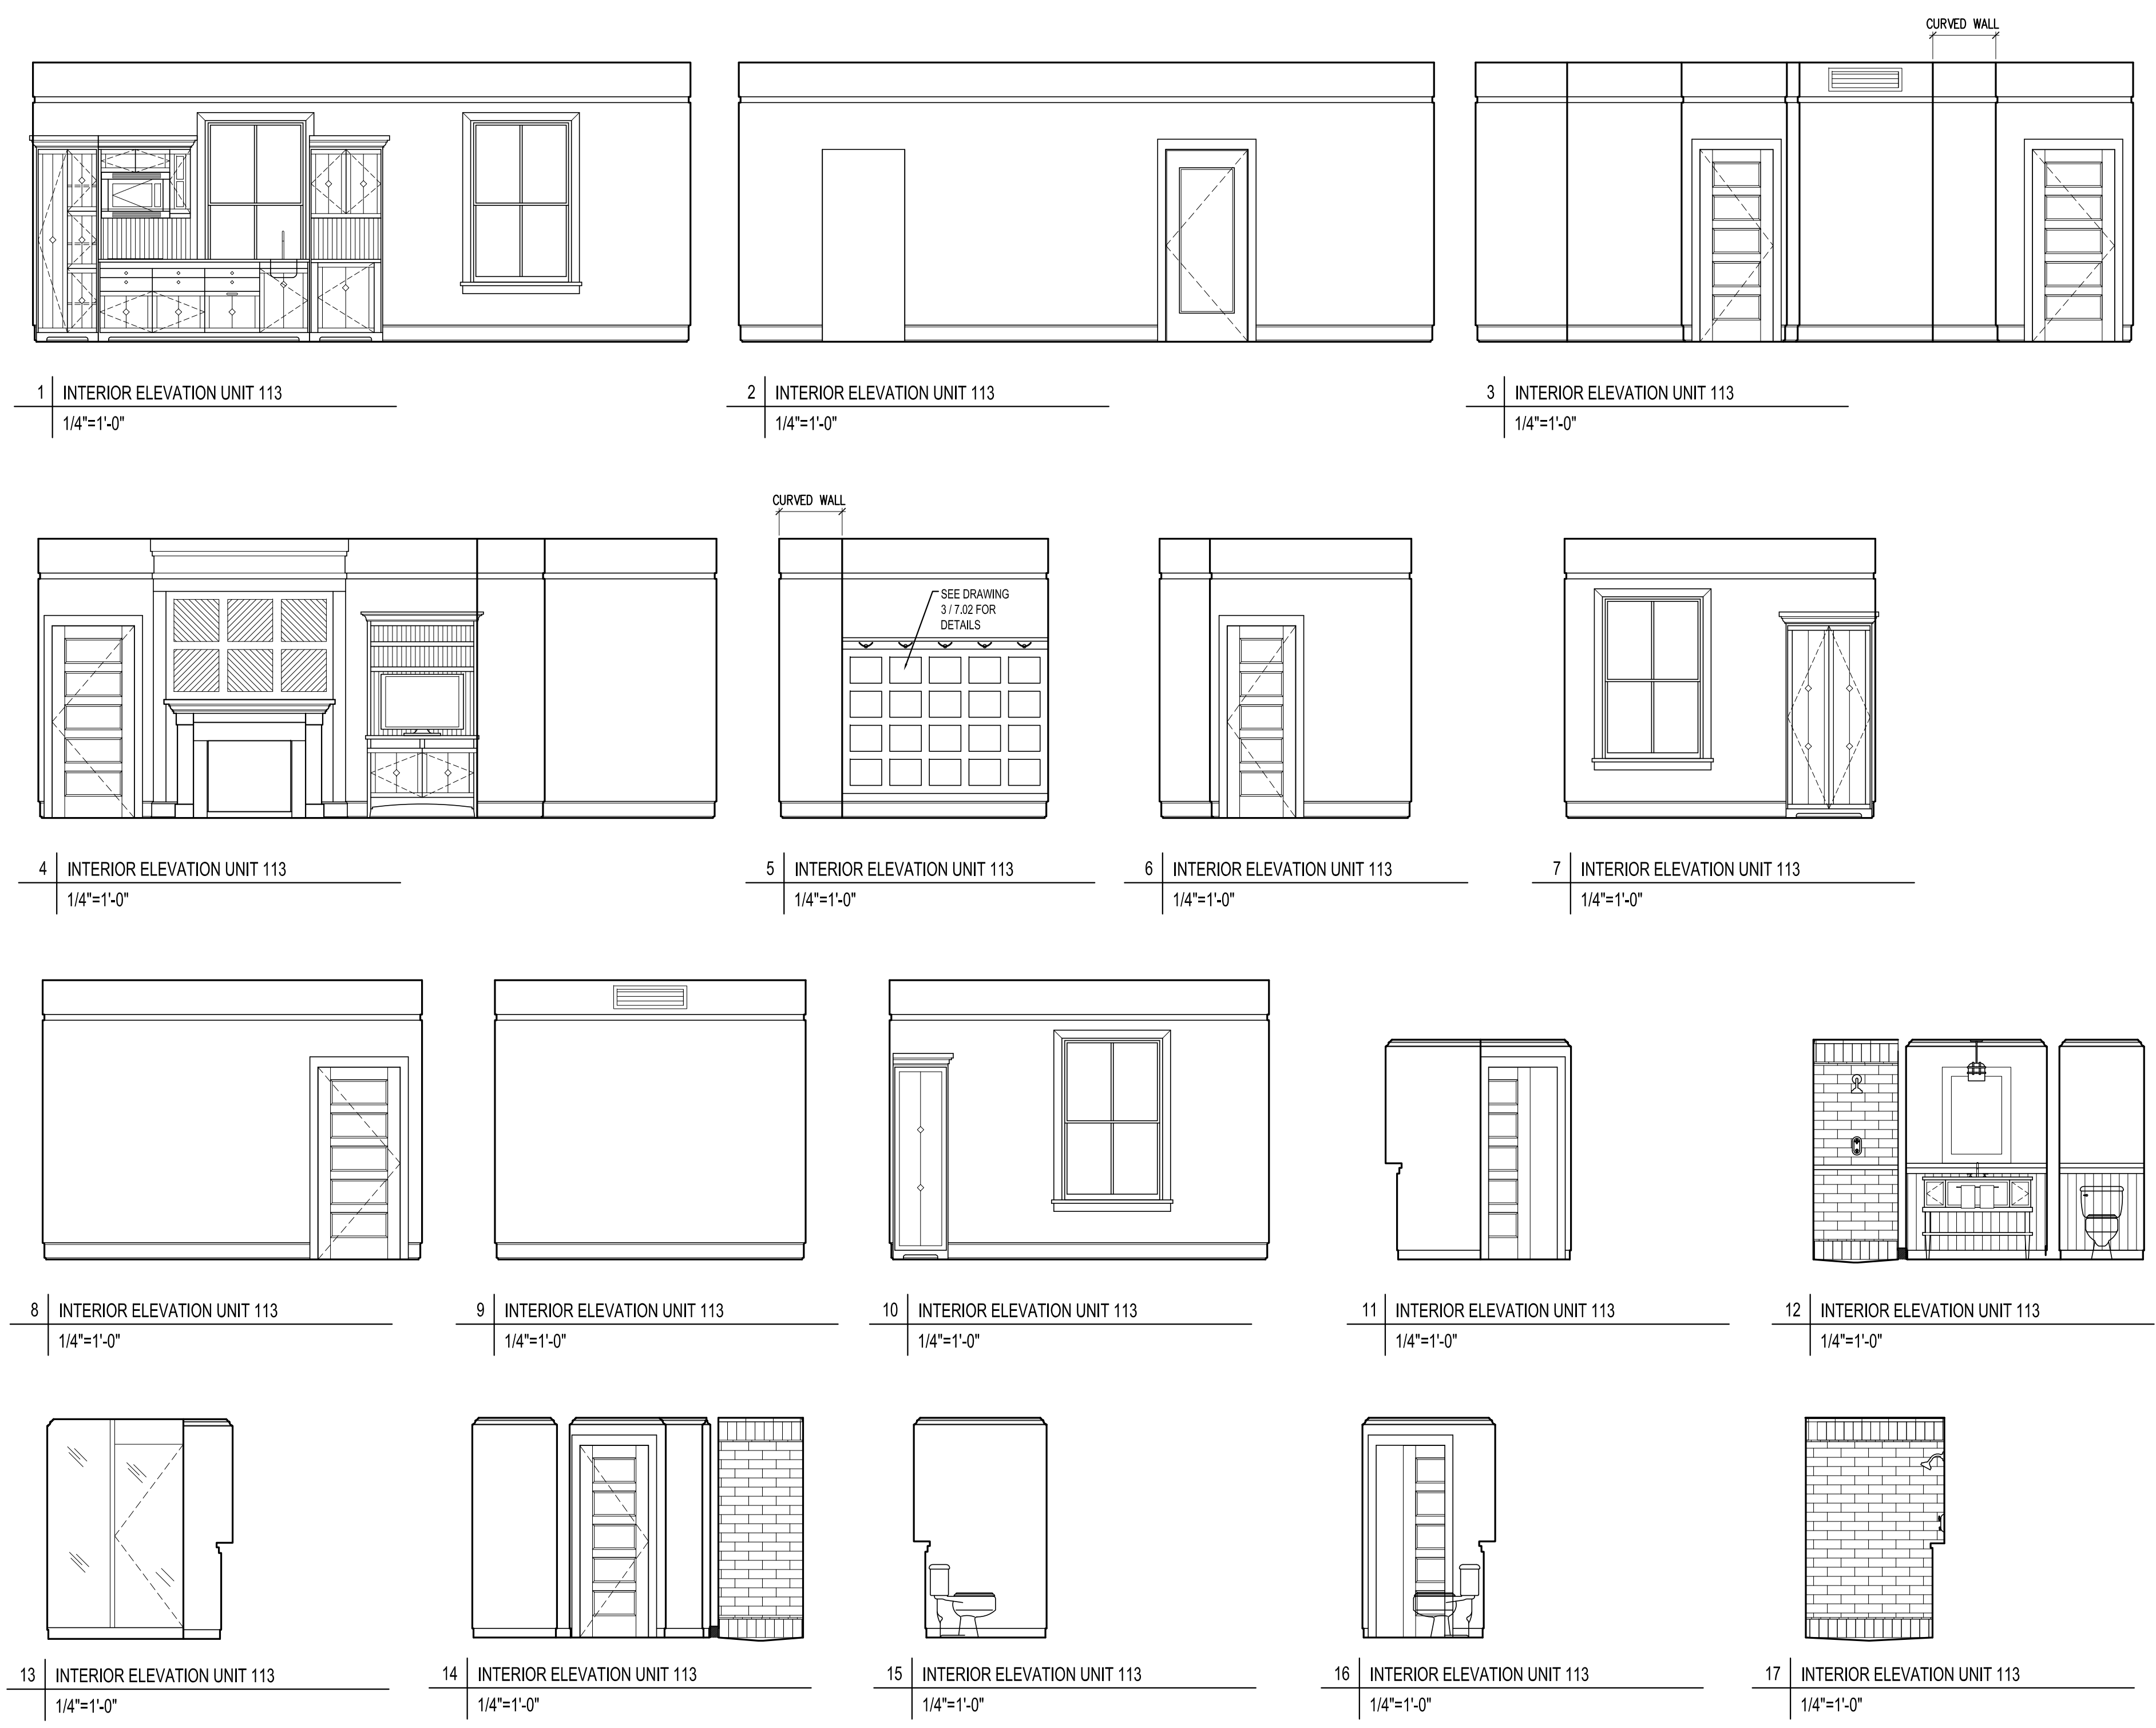 CURVED WALL
1 INTERIOR ELEVATION UNIT 113
1/4"=1'-0"
2 INTERIOR ELEVATION UNIT 113
1/4"=1'-0"
3 INTERIOR ELEVATION UNIT 113
1/4"=1'-0"
CURVED WALL
SEE DRAWING
3 / 7.02 FOR
DETAILS
4 INTERIOR ELEVATION UNIT 113
1/4"=1'-0"
5 INTERIOR ELEVATION UNIT 113
1/4"=1'-0"
6 INTERIOR ELEVATION UNIT 113
1/4"=1'-0"
7 INTERIOR ELEVATION UNIT 113
1/4"=1'-0"
8 INTERIOR ELEVATION UNIT 113
1/4"=1'-0"
9 INTERIOR ELEVATION UNIT 113
1/4"=1'-0"
10 INTERIOR ELEVATION UNIT 113
1/4"=1'-0"
11 INTERIOR ELEVATION UNIT 113
1/4"=1'-0"
12 INTERIOR ELEVATION UNIT 113
1/4"=1'-0"
13 INTERIOR ELEVATION UNIT 113
1/4"=1'-0"
14 INTERIOR ELEVATION UNIT 113
1/4"=1'-0"
15 INTERIOR ELEVATION UNIT 113
1/4"=1'-0"
16 INTERIOR ELEVATION UNIT 113
1/4"=1'-0"
17 INTERIOR ELEVATION UNIT 113
1/4"=1'-0"